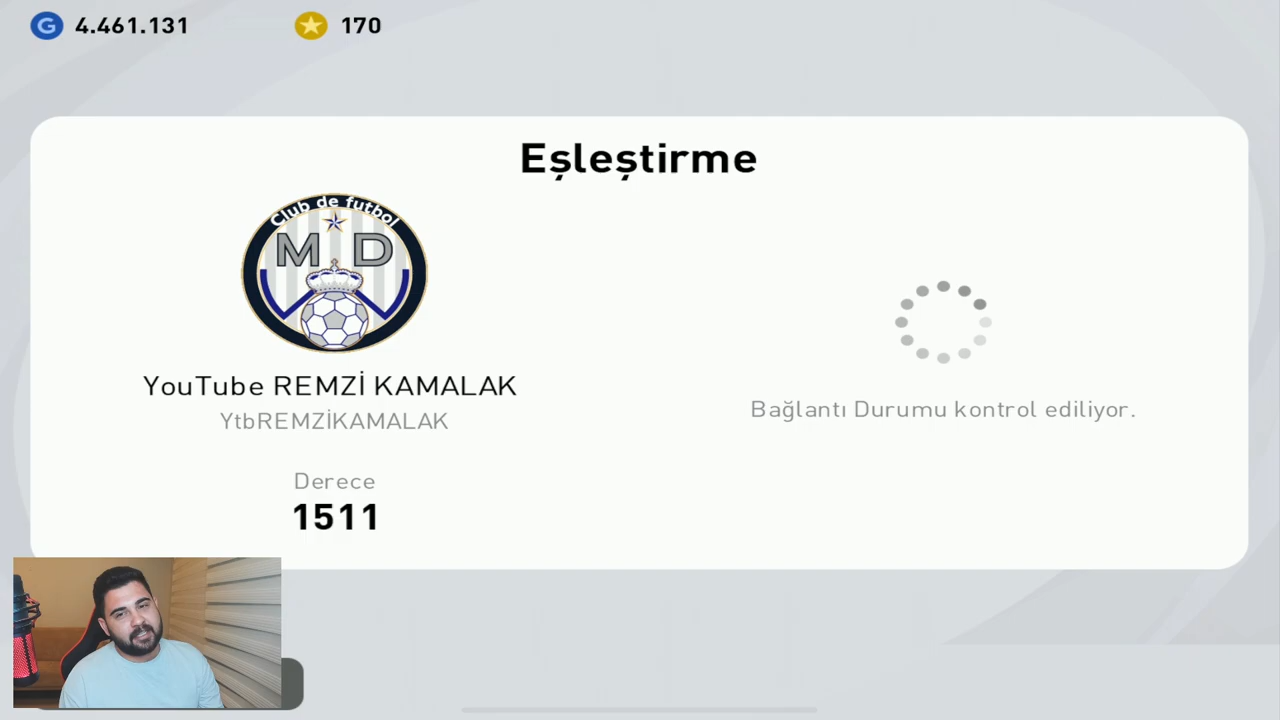 4.461.131
170
Eşleştirme
Club de futbol
M D
YouTube REMZİ KAMALAK
YtbREMZİKAMALAK
Derece
1511
Bağlantı Durumu kontrol ediliyor.